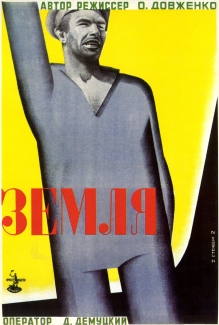 АВТОР РЕЖИССЕР О. ДОВЖЕНКО
ЗЕМЛЯ
ОПЕРАТОР Д. ДЕМУЦКИЙ